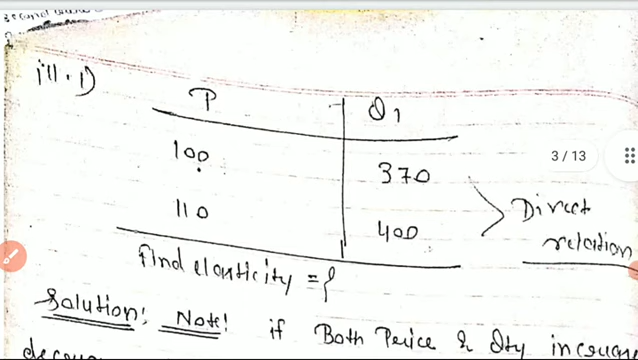 ill. 1)
P Q1
100 370
110 400
Direct
relation
Find elasticity = ?
Solution: Note! if Both Price & Qty increase
3 / 13